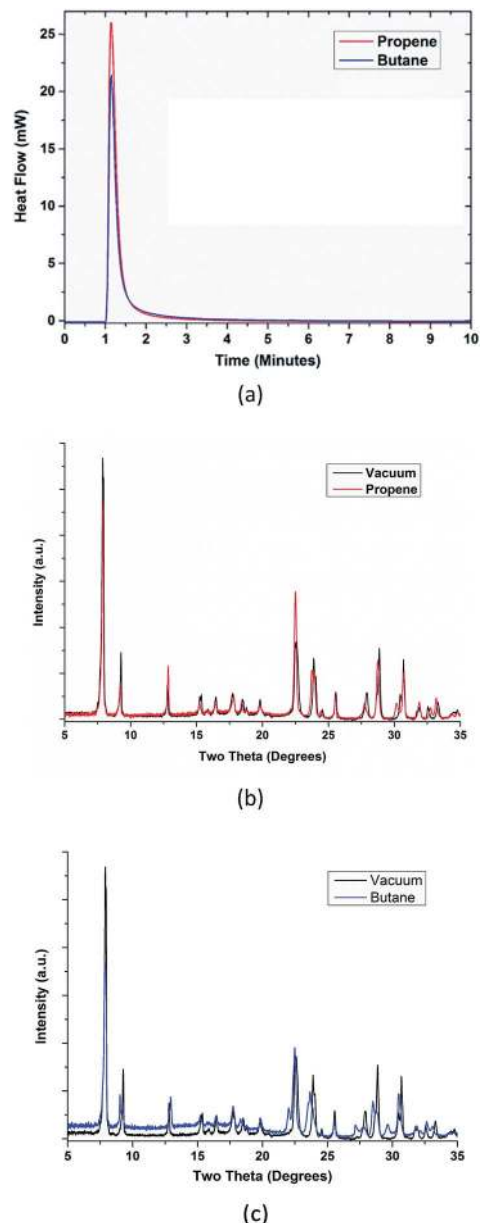 25
20
15
10
5
0
Heat Flow (mW)
Propene
Butane
0 1 2 3 4 5 6 7 8 9 10
Time (Minutes)
(a)
Intensity (a.u.)
Vacuum
Propene
5 10 15 20 25 30 35
Two Theta (Degrees)
(b)
Intensity (a.u.)
Vacuum
Butane
5 10 15 20 25 30 35
Two Theta (Degrees)
(c)